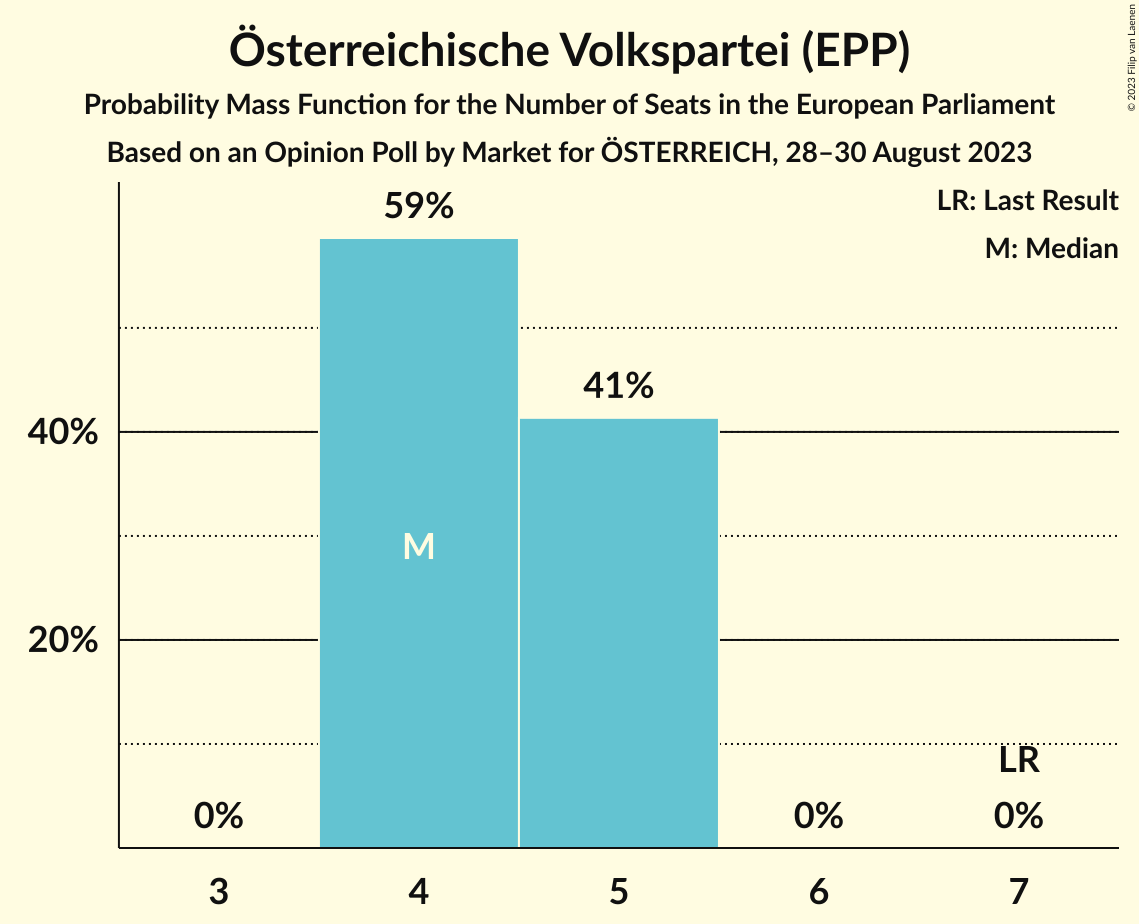 Österreichische Volkspartei (EPP)
Probability Mass Function for the Number of Seats in the European Parliament
Based on an Opinion Poll by Market for ÖSTERREICH, 28–30 August 2023
© 2023 Filip van Laenen
LR: Last Result
M: Median
59%
41%
40%
M
20%
LR
0%
0%
0%
3
4
5
6
7